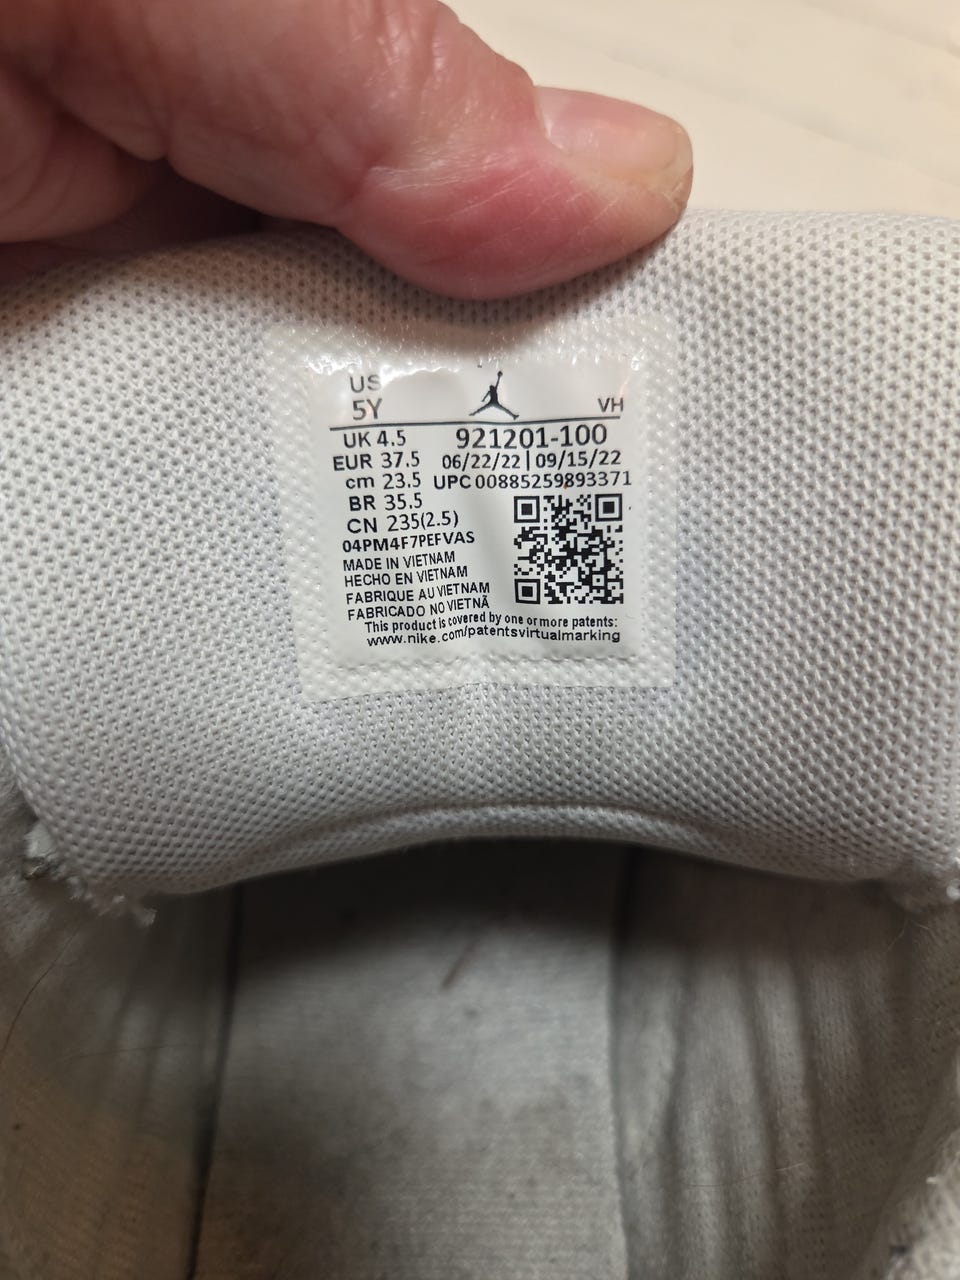 US
5Y
VH
UK 4.5
EUR 37.5
cm 23.5
BR 35.5
CN 235(2.5)
921201-100
06/22/22 | 09/15/22
UPC 00885259893371
04PM4F7PEFVAS
MADE IN VIETNAM
HECHO EN VIETNAM
FABRIQUE AU VIETNAM
FABRICADO NO VIETNÃ
This product is covered by one or more patents:
www.nike.com/patentsvirtualmarking